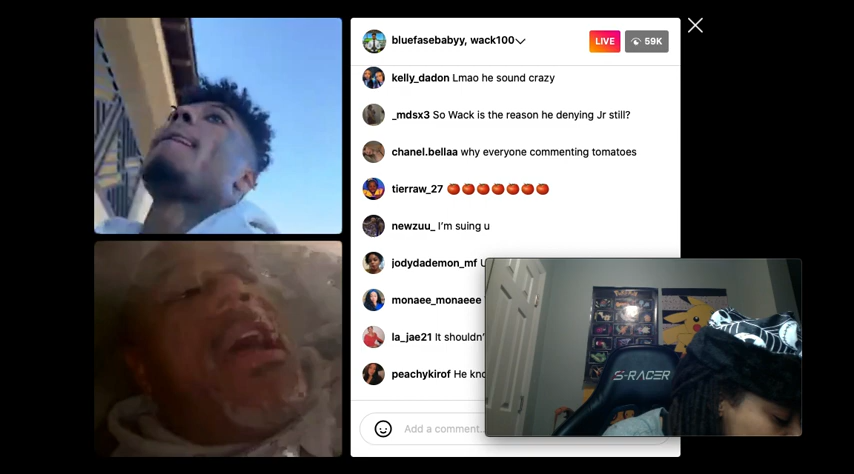 bluefasebabyy, wack100
LIVE
59K
kelly_dadon Lmao he sound crazy
_mdsx3 So Wack is the reason he denying Jr still?
chanel.bellaa why everyone commenting tomatoes
tierraw_27 🍅🍅🍅🍅🍅🍅🍅
newzuu_ I'm suing u
jodydademon_mf U
monaee_monaeee
la_jae21 It shouldn'
peachykirof He kno
Add a comment...
S-RACER